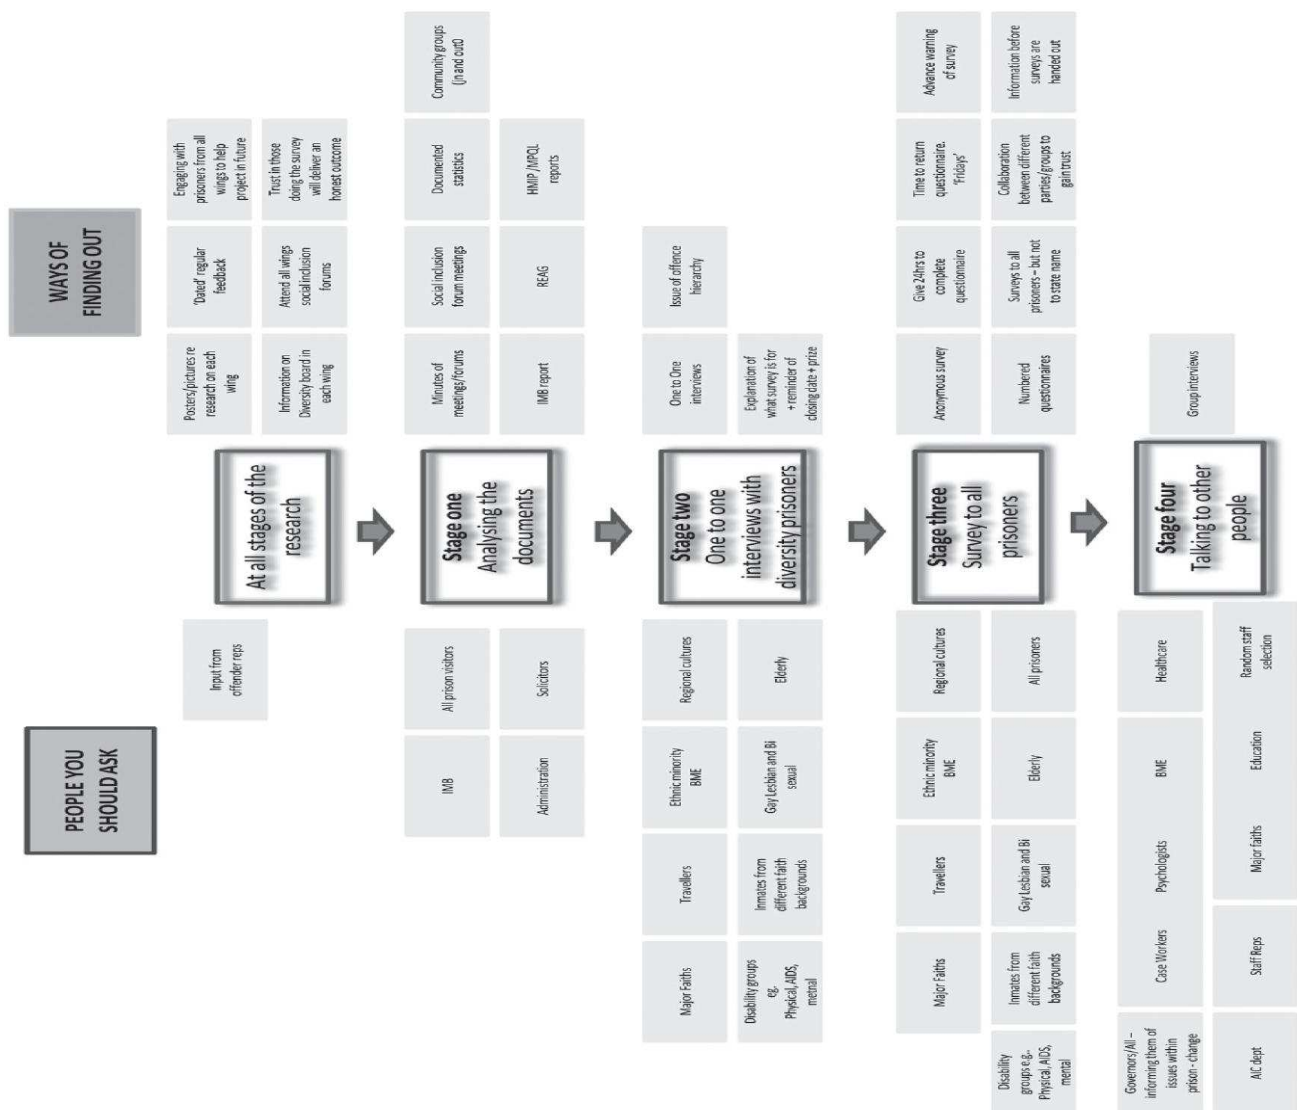 PEOPLE YOU
SHOULD ASK
WAYS OF
FINDING OUT
Input from
offender reps
At all stages of the
research
Posters/pictures re
research on each
wing
'Dated' regular
feedback
Engaging with
prisoners from all
wings to help
project in future
Information on
Diversity board in
each wing
Attend all wings
social inclusion
forums
Trust in those
doing the survey
will deliver an
honest outcome
IMB
All prison visitors
Administration
Solicitors
Stage one
Analysing the
documents
Minutes of
meetings/forums
Social inclusion
forum meetings
Documented
statistics
Community groups
(in and out0
IMB report
REAG
HMIP /MPQL
reports
Major Faiths
Travellers
Ethnic minority
BME
Regional cultures
Disability groups
eg.
Physical, AIDS,
metnal
Inmates from
different faith
backgrounds
Gay Lesbian and Bi
sexual
Elderly
Stage two
One to one
interviews with
diversity prisoners
One to One
interviews
Issue of offence
hierarchy
Explanation of
what survey is for
+ reminder of
closing date + prize
Major Faiths
Travellers
Ethnic minority
BME
Regional cultures
Disability
groups e.g..
Physical, AIDS,
mental
Inmates from
different faith
backgrounds
Gay Lesbian and Bi
sexual
Elderly
All prisoners
Stage three
Survey to all
prisoners
Anonymous survey
Give 24hrs to
complete
questionnaire
Time to return
questionnaire.
'Fridays'
Advance warning
of survey
Numbered
questionnaires
Surveys to all
prisoners – but not
to state name
Collaboration
between different
parties/groups to
gain trust
Information before
surveys are
handed out
Governors/All –
informing them of
issues within
prison - change
Case Workers
Psychologists
BME
Healthcare
AIC dept
Staff Reps
Major faiths
Education
Random staff
selection
Stage four
Talking to other
people
Group interviews